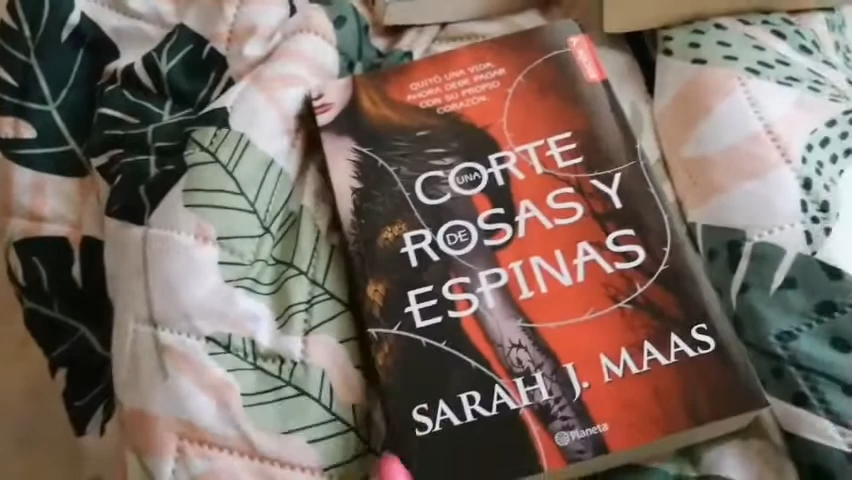 QUITÓ UNA VIDA,
AHORA DEBE PAGAR
CON SU PROPIO
CORAZÓN.
UNA CORTE
DE ROSAS Y
ESPINAS
SARAH J. MAAS
Planeta